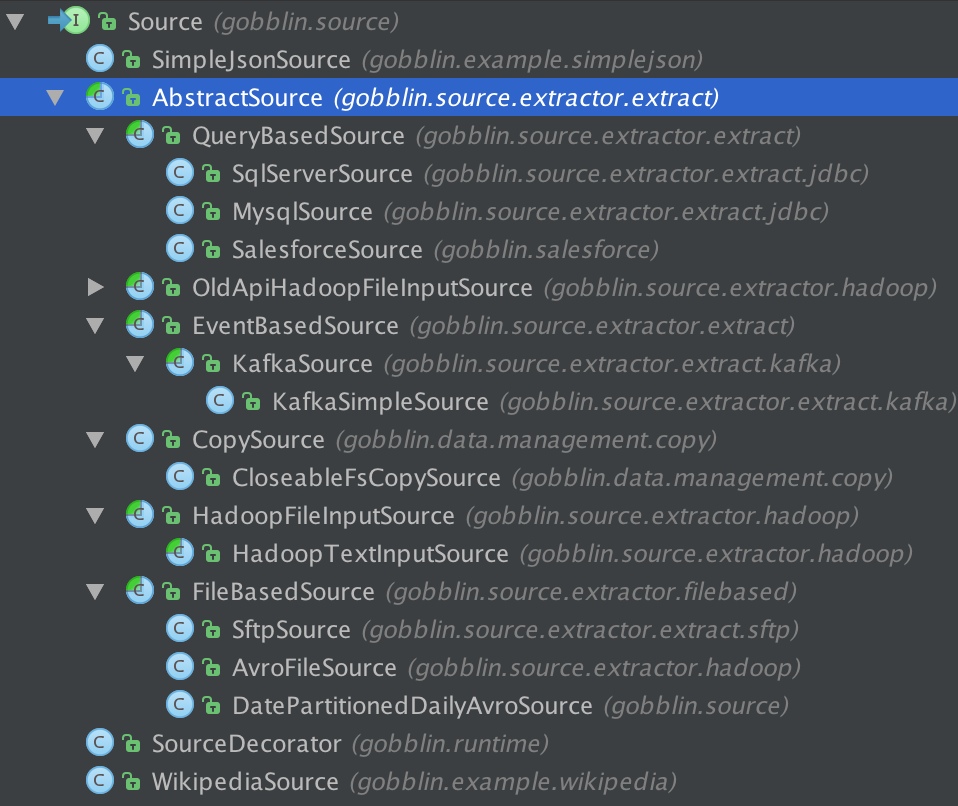 Source (gobblin.source)
SimpleJsonSource (gobblin.example.simplejson)
AbstractSource (gobblin.source.extractor.extract)
QueryBasedSource (gobblin.source.extractor.extract)
SqlServerSource (gobblin.source.extractor.extract.jdbc)
MysqlSource (gobblin.source.extractor.extract.jdbc)
SalesforceSource (gobblin.salesforce)
OldApiHadoopFileInputSource (gobblin.source.extractor.hadoop)
EventBasedSource (gobblin.source.extractor.extract)
KafkaSource (gobblin.source.extractor.extract.kafka)
KafkaSimpleSource (gobblin.source.extractor.extract.kafka)
CopySource (gobblin.data.management.copy)
CloseableFsCopySource (gobblin.data.management.copy)
HadoopFileInputSource (gobblin.source.extractor.hadoop)
HadoopTextInputSource (gobblin.source.extractor.hadoop)
FileBasedSource (gobblin.source.extractor.filebased)
SftpSource (gobblin.source.extractor.extract.sftp)
AvroFileSource (gobblin.source.extractor.hadoop)
DatePartitionedDailyAvroSource (gobblin.source)
SourceDecorator (gobblin.runtime)
WikipediaSource (gobblin.example.wikipedia)